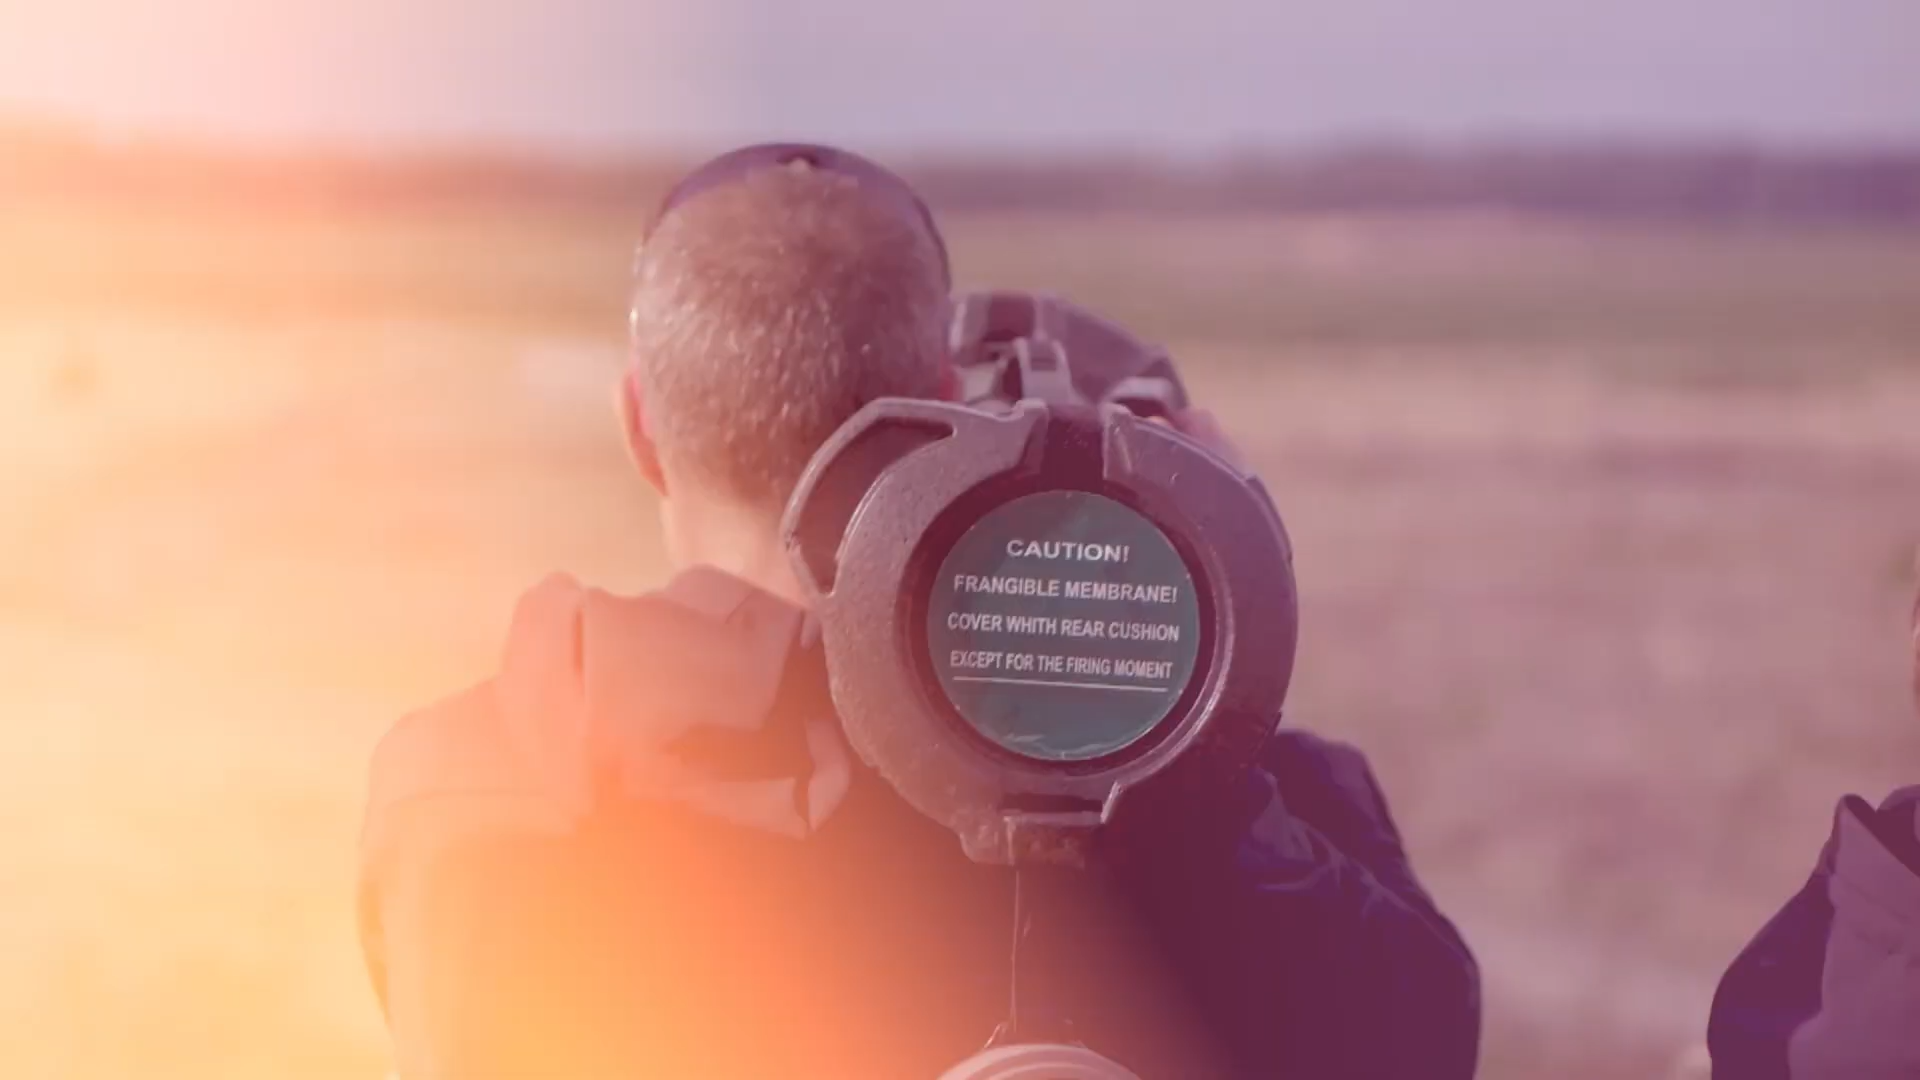 CAUTION!
FRANGIBLE MEMBRANE!
COVER WHITH REAR CUSHION
EXCEPT FOR THE FIRING MOMENT